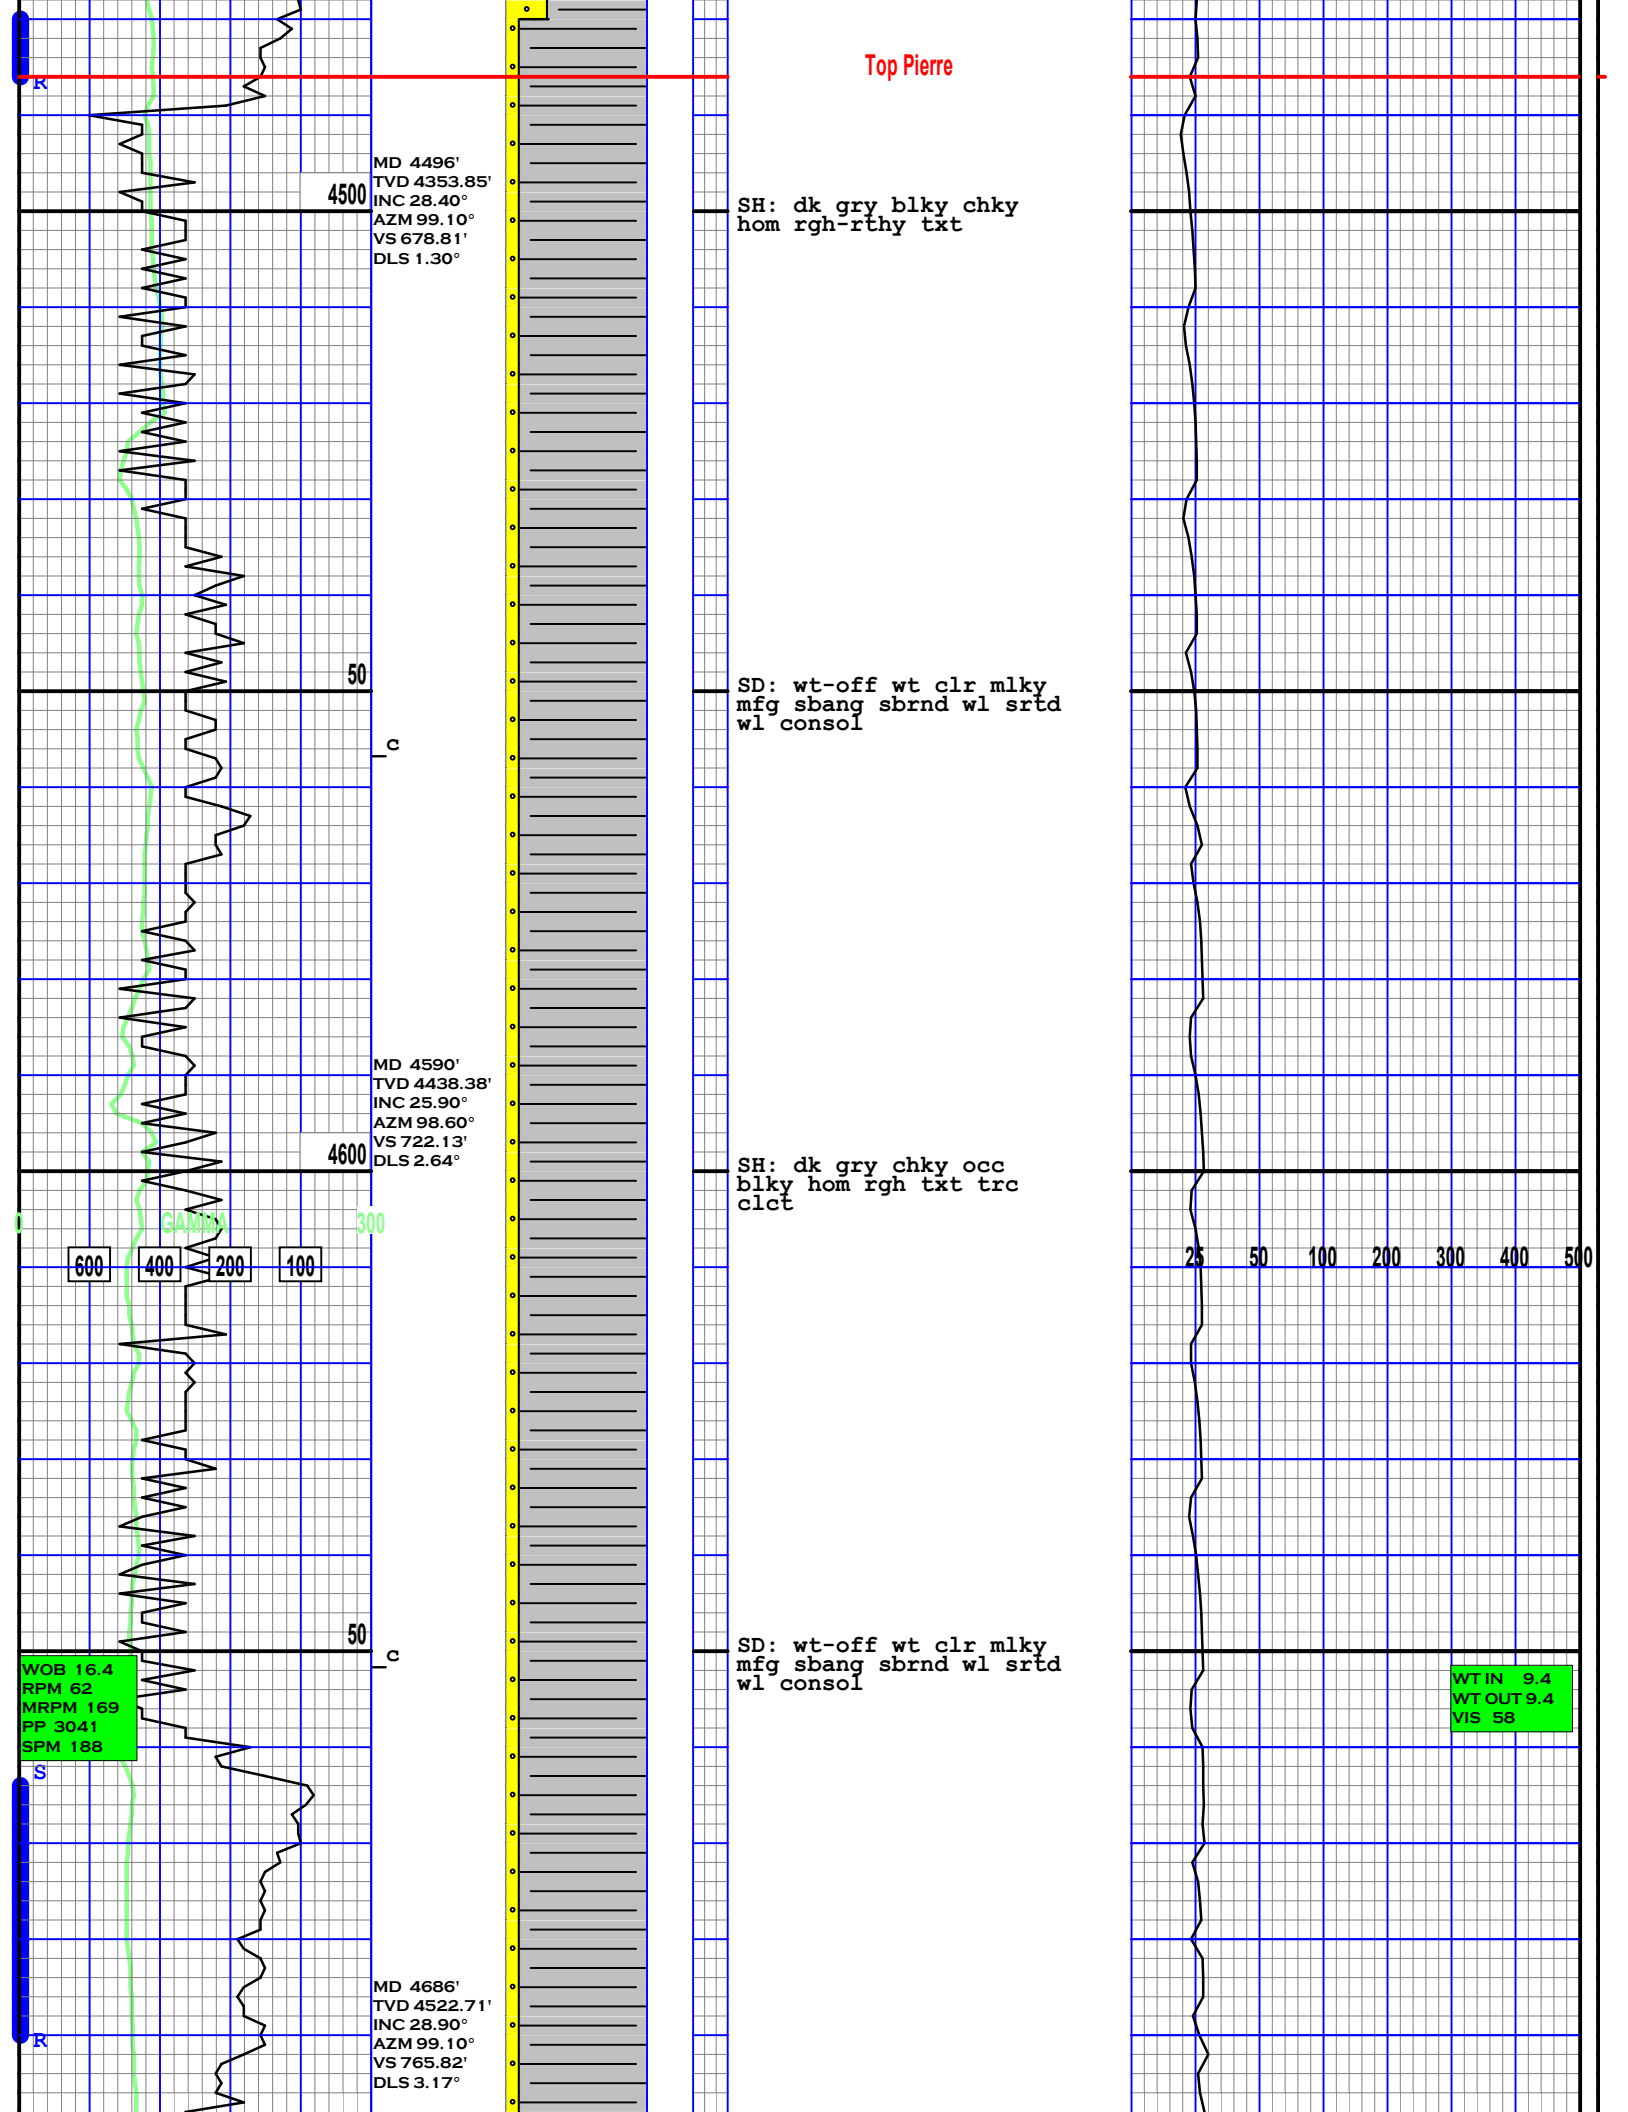 Top Pierre
R
MD 4496'
TVD 4353.85'
INC 28.40°
AZM 99.10°
VS 678.81'
DLS 1.30°
4500
SH: dk gry blky chky
hom rgh-rthy txt
50
SD: wt-off wt clr mlky
mfg sbang sbrnd wl srtd
wl consol
C
MD 4590'
TVD 4438.38'
INC 25.90°
AZM 98.60°
VS 722.13'
DLS 2.64°
4600
SH: dk gry chky occ
blky hom rgh txt trc
clct
0 GAMMA 300
600 400 200 100
25 50 100 200 300 400 500
50
SD: wt-off wt clr mlky
mfg sbang sbrnd wl srtd
wl consol
C
WOB 16.4
RPM 62
MRPM 169
PP 3041
SPM 188
WT IN 9.4
WT OUT 9.4
VIS 58
S
MD 4686'
TVD 4522.71'
INC 28.90°
AZM 99.10°
VS 765.82'
DLS 3.17°
R